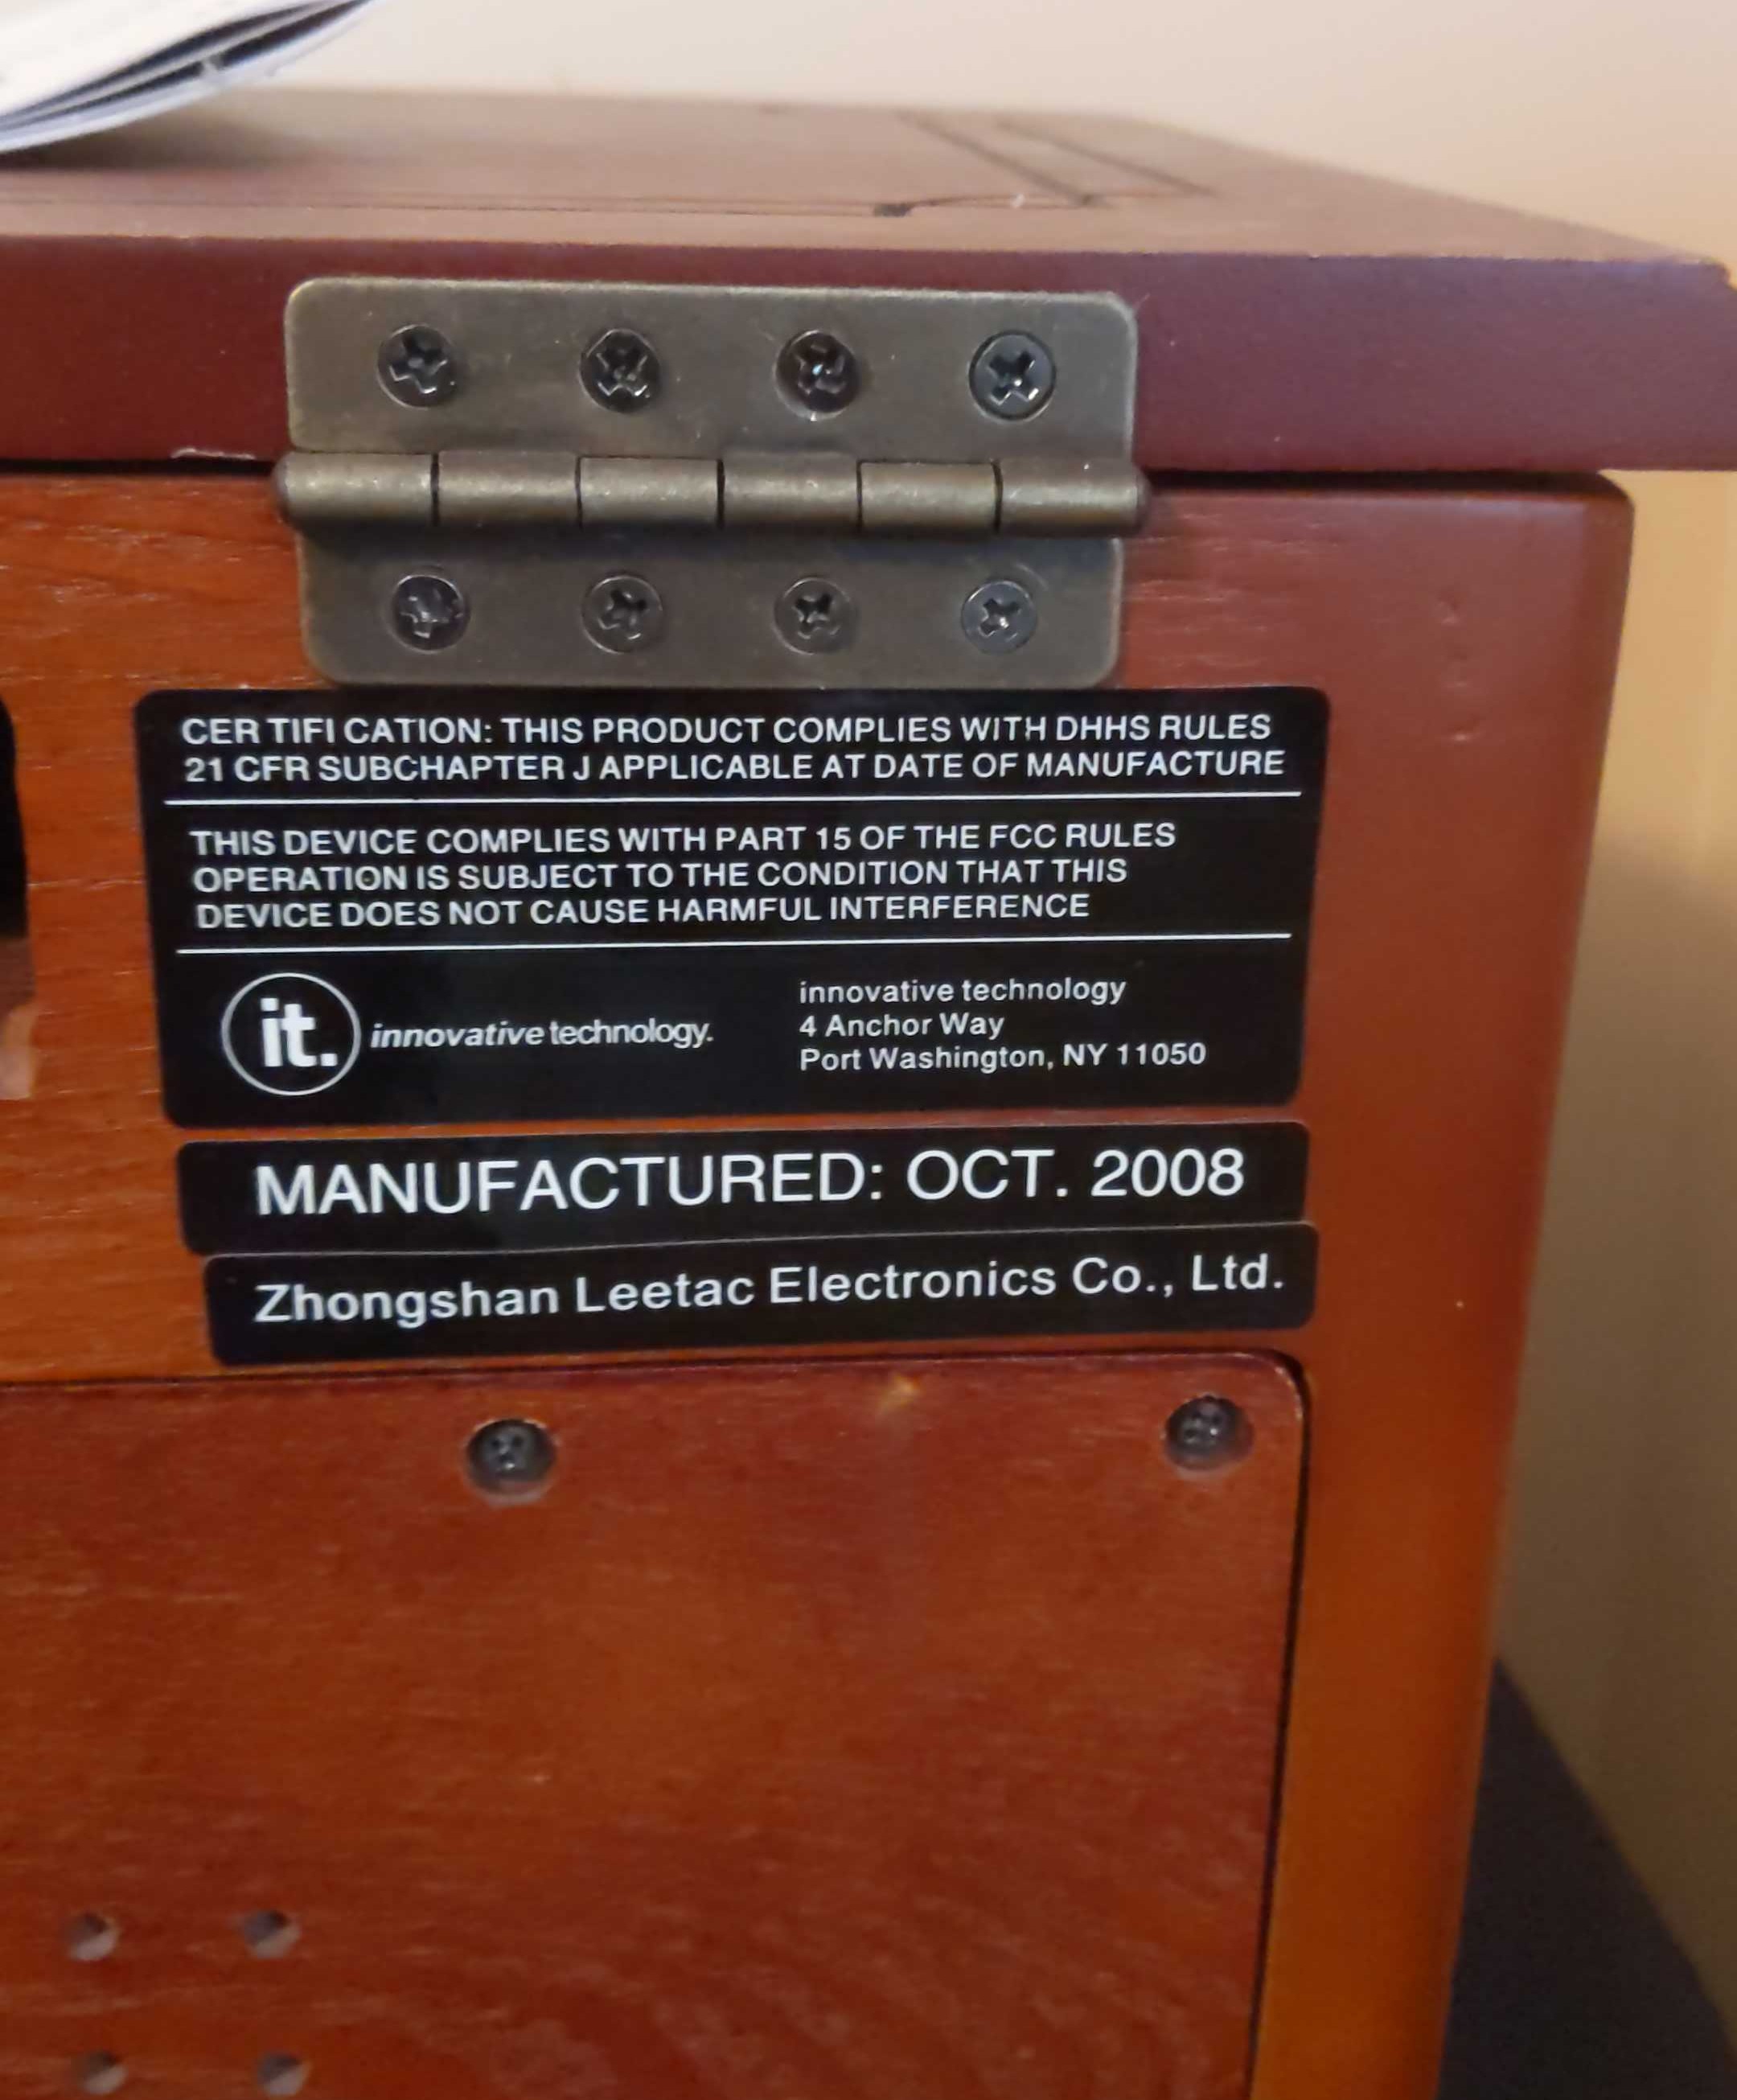 CER TIFI CATION: THIS PRODUCT COMPLIES WITH DHHS RULES
21 CFR SUBCHAPTER J APPLICABLE AT DATE OF MANUFACTURE
THIS DEVICE COMPLIES WITH PART 15 OF THE FCC RULES
OPERATION IS SUBJECT TO THE CONDITION THAT THIS
DEVICE DOES NOT CAUSE HARMFUL INTERFERENCE
it. innovative technology.
innovative technology
4 Anchor Way
Port Washington, NY 11050
MANUFACTURED: OCT. 2008
Zhongshan Leetac Electronics Co., Ltd.